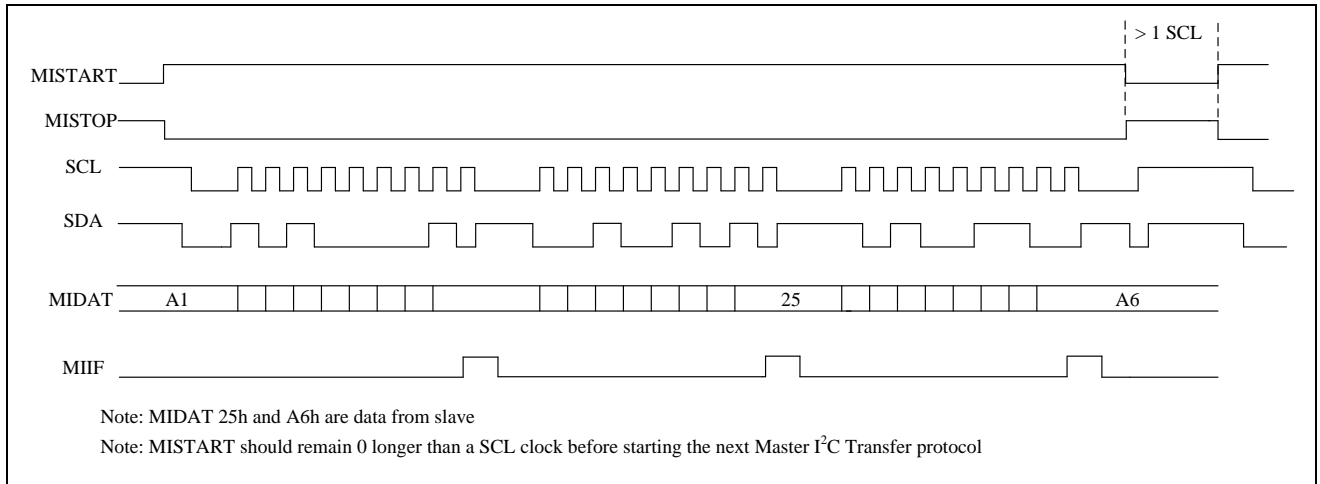 > 1 SCL
MISTART
MISTOP
SCL
SDA
MIDAT A1 25 A6
MIIF
Note: MIDAT 25h and A6h are data from slave
Note: MISTART should remain 0 longer than a SCL clock before starting the next Master I²C Transfer protocol